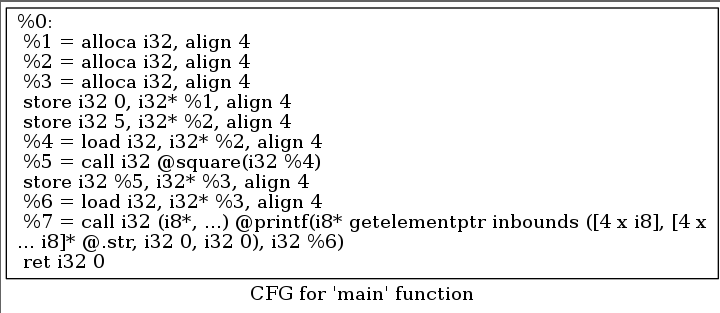 %0:
%1 = alloca i32, align 4
%2 = alloca i32, align 4
%3 = alloca i32, align 4
store i32 0, i32* %1, align 4
store i32 5, i32* %2, align 4
%4 = load i32, i32* %2, align 4
%5 = call i32 @square(i32 %4)
store i32 %5, i32* %3, align 4
%6 = load i32, i32* %3, align 4
%7 = call i32 (i8*, ...) @printf(i8* getelementptr inbounds ([4 x i8], [4 x
... i8]* @.str, i32 0, i32 0), i32 %6)
ret i32 0
CFG for 'main' function